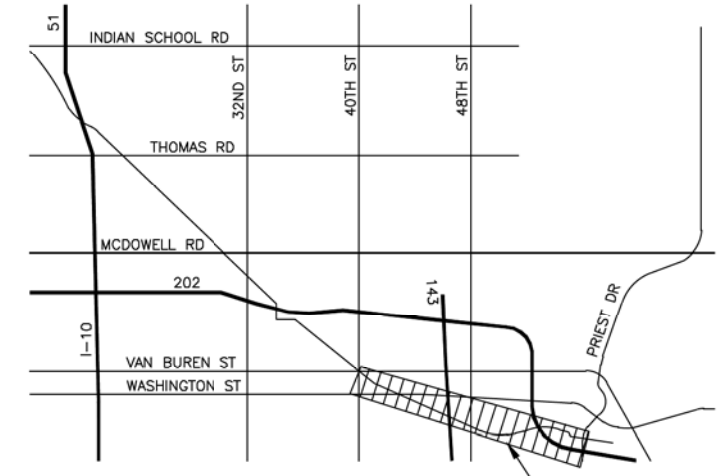 51
INDIAN SCHOOL RD
32ND ST
40TH ST
48TH ST
THOMAS RD
MCDOWELL RD
202
143
I-10
PRIEST DR
VAN BUREN ST
WASHINGTON ST